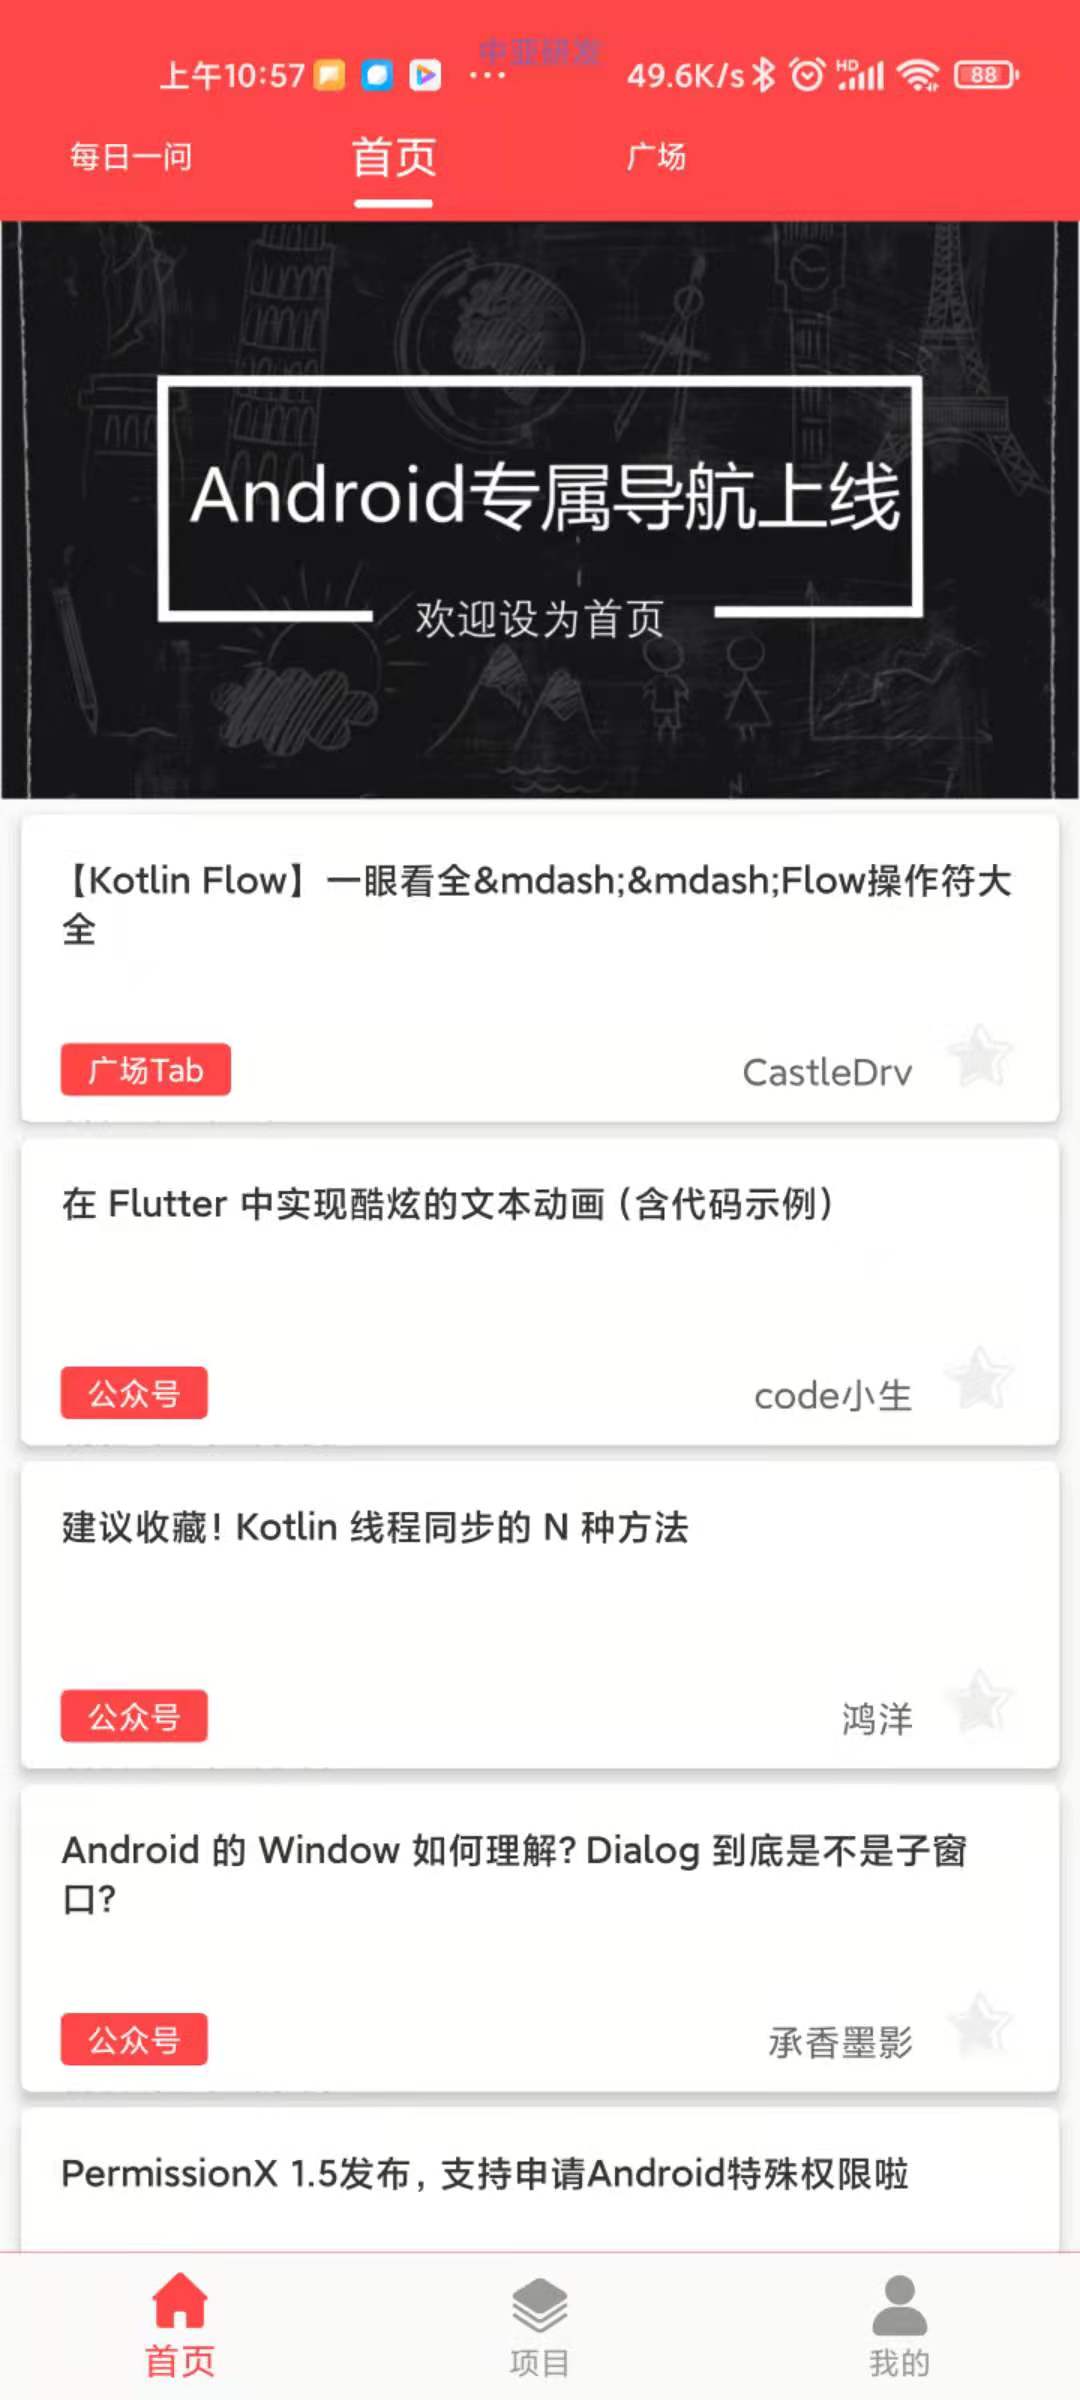 中亚研发
上午10:57
49.6K/s
HD
88
每日一问
首页
广场
Android专属导航上线
欢迎设为首页
【Kotlin Flow】一眼看全&mdash;&mdash;Flow操作符大
全
广场Tab
CastleDrv
在 Flutter 中实现酷炫的文本动画（含代码示例）
公众号
code小生
建议收藏！Kotlin 线程同步的 N 种方法
公众号
鸿洋
Android 的 Window 如何理解？Dialog 到底是不是子窗
口？
公众号
承香墨影
PermissionX 1.5发布，支持申请Android特殊权限啦
首页
项目
我的